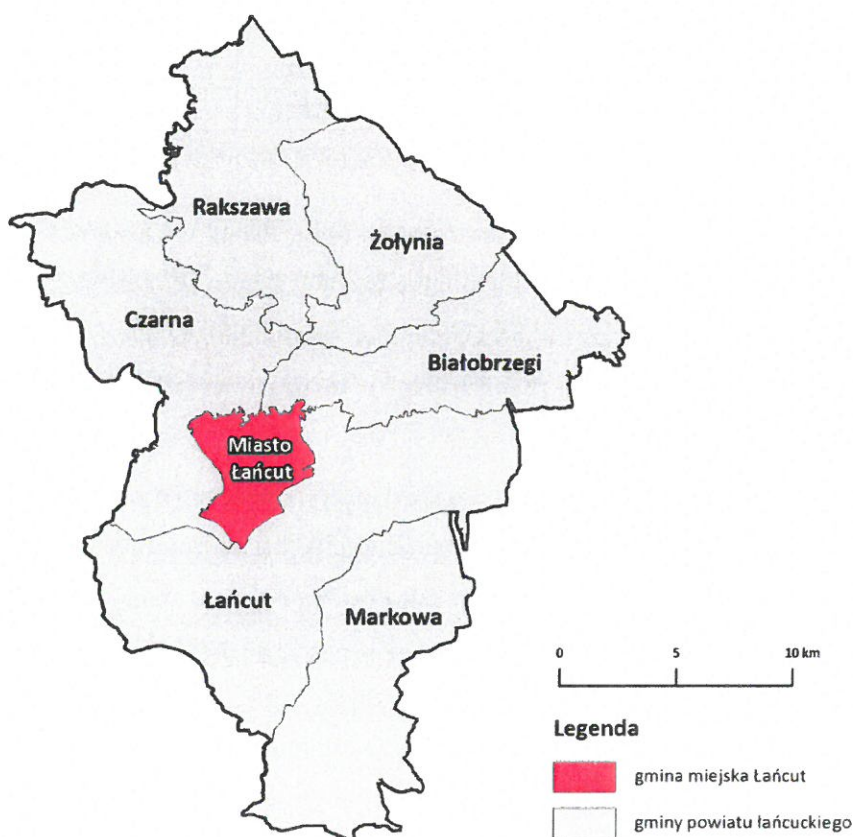 Rakszawa
Żołynia
Czarna
Białobrzegi
Miasto
Łańcut
Łańcut
Markowa
0 5 10 km
Legenda
gmina miejska Łańcut
gminy powiatu łańcuckiego